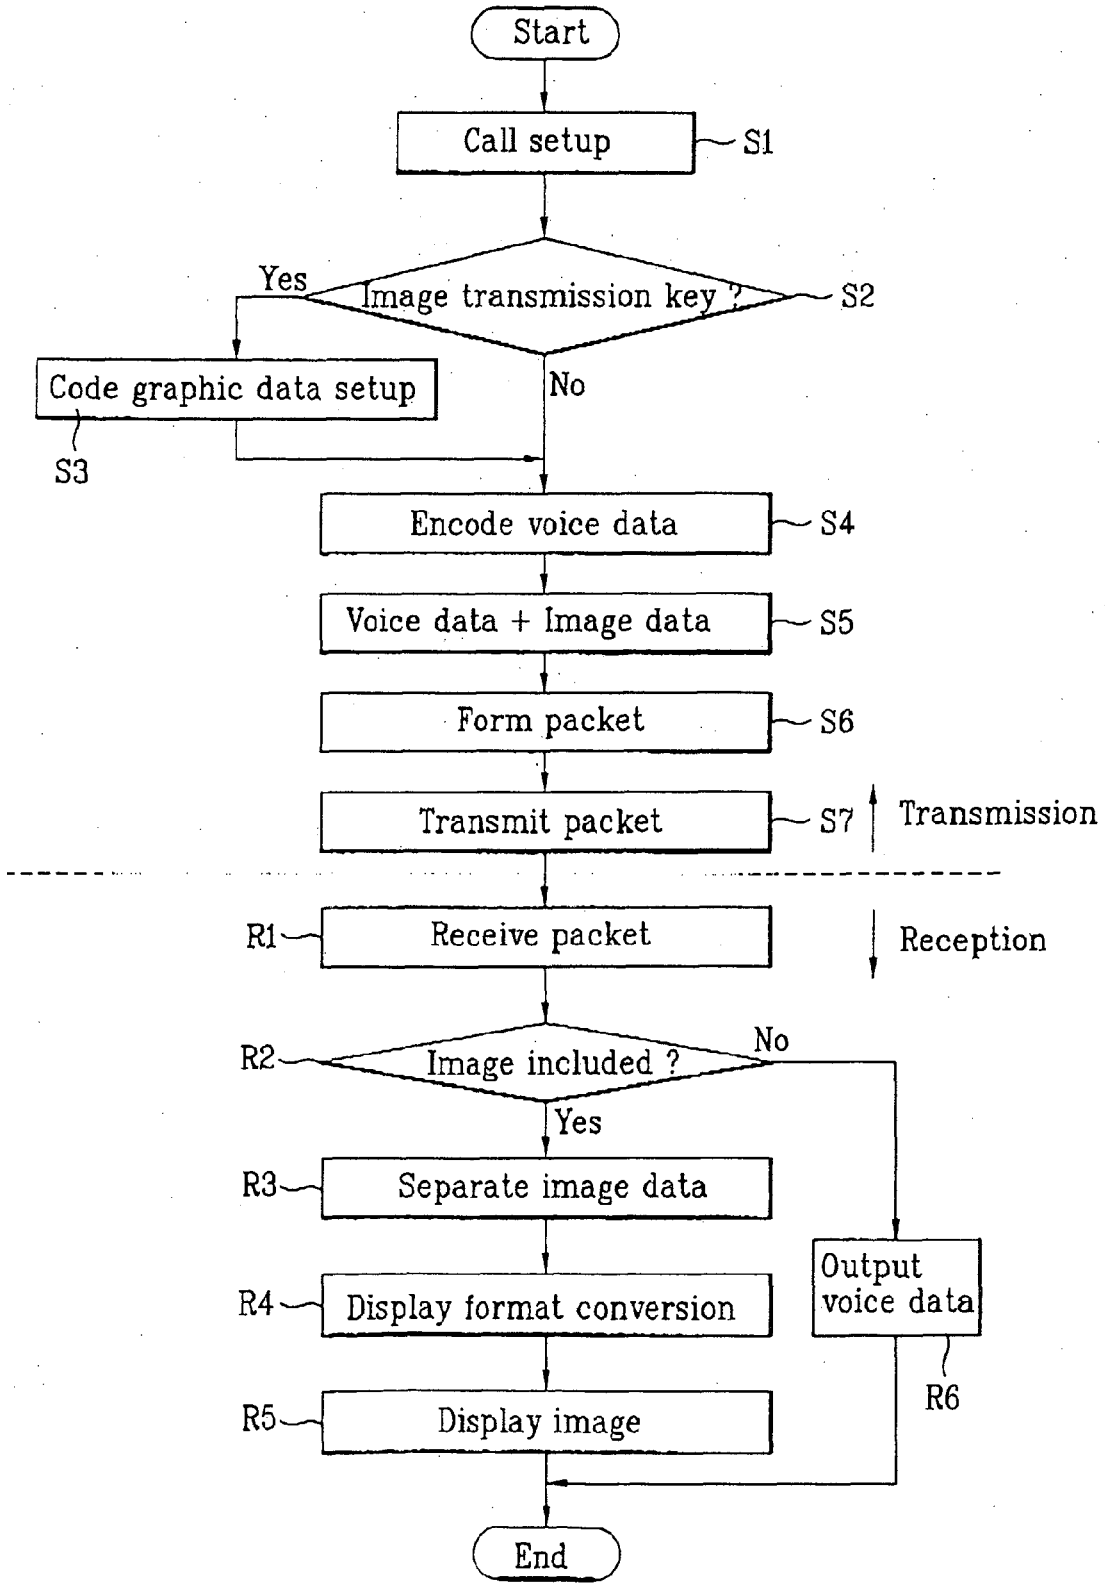 Start
Call setup
S1
Yes
Image transmission key ?
S2
Code graphic data setup
No
S3
Encode voice data
S4
Voice data + Image data
S5
Form packet
S6
Transmit packet
S7
Transmission
R1
Receive packet
Reception
R2
Image included ?
No
Yes
R3
Separate image data
Output
voice data
R4
Display format conversion
R6
R5
Display image
End